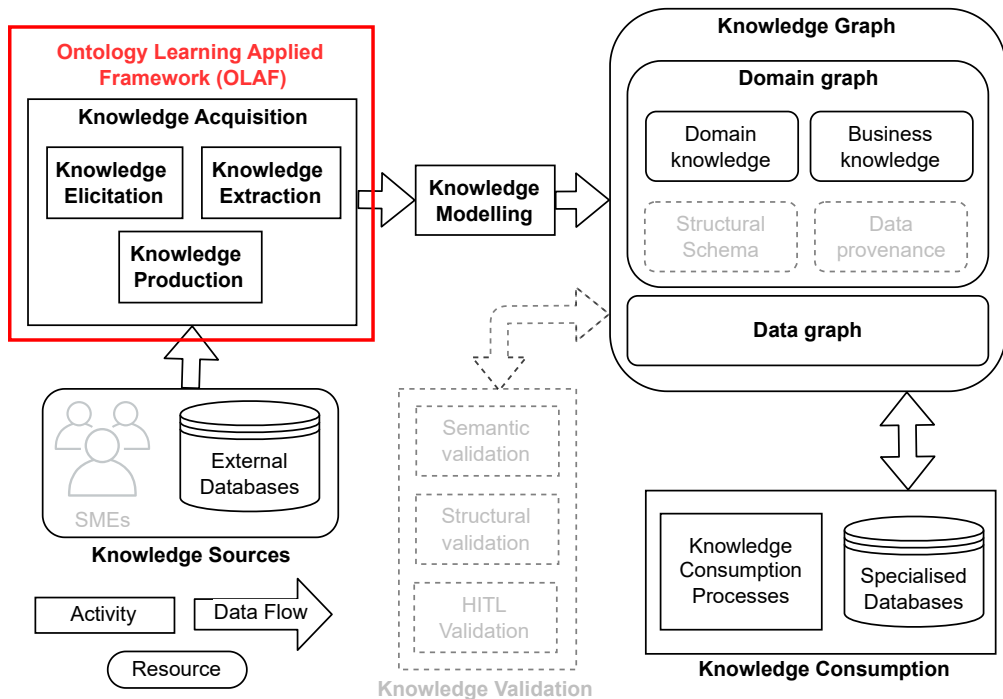 Ontology Learning Applied
Framework (OLAF)
Knowledge Acquisition
Knowledge
Elicitation
Knowledge
Extraction
Knowledge
Production
Knowledge
Modelling
Knowledge Graph
Domain graph
Domain
knowledge
Business
knowledge
Structural
Schema
Data
provenance
Data graph
SMEs
External
Databases
Knowledge Sources
Semantic
validation
Structural
validation
HITL
Validation
Knowledge Validation
Knowledge
Consumption
Processes
Specialised
Databases
Knowledge Consumption
Activity
Data Flow
Resource